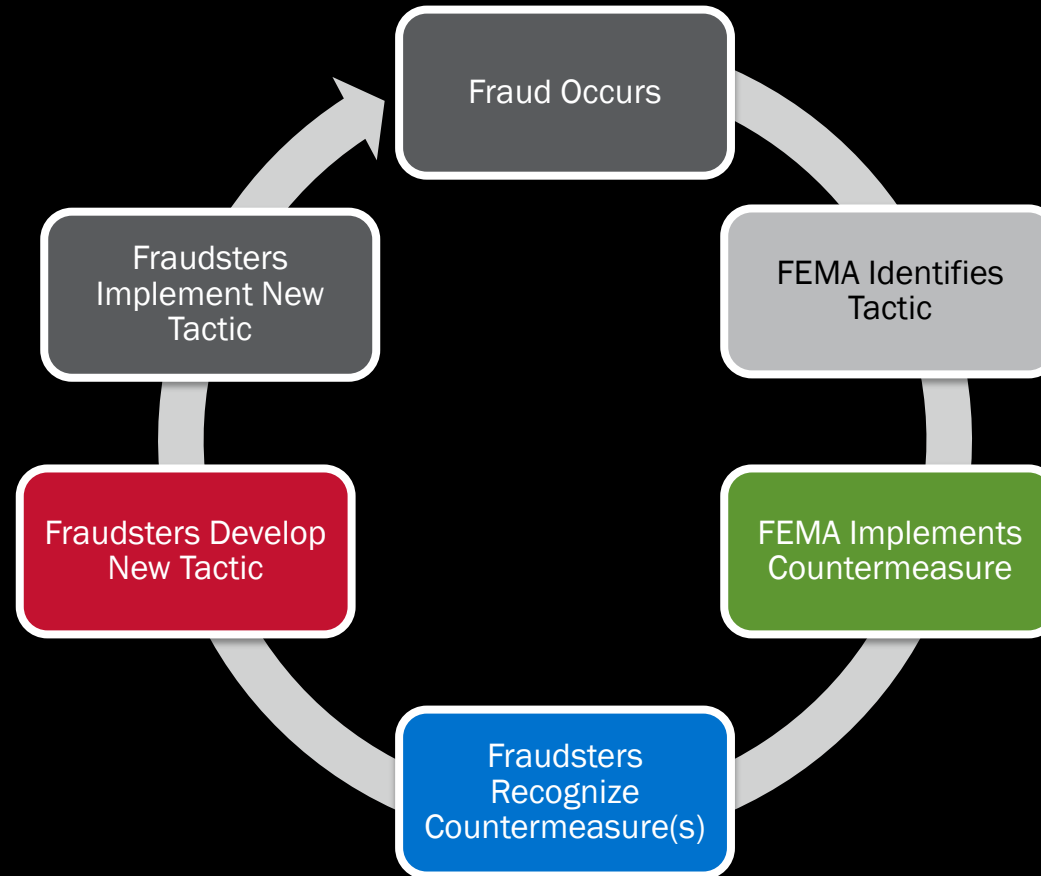 Fraud Occurs
FEMA Identifies
Tactic
FEMA Implements
Countermeasure
Fraudsters
Recognize
Countermeasure(s)
Fraudsters Develop
New Tactic
Fraudsters
Implement New
Tactic